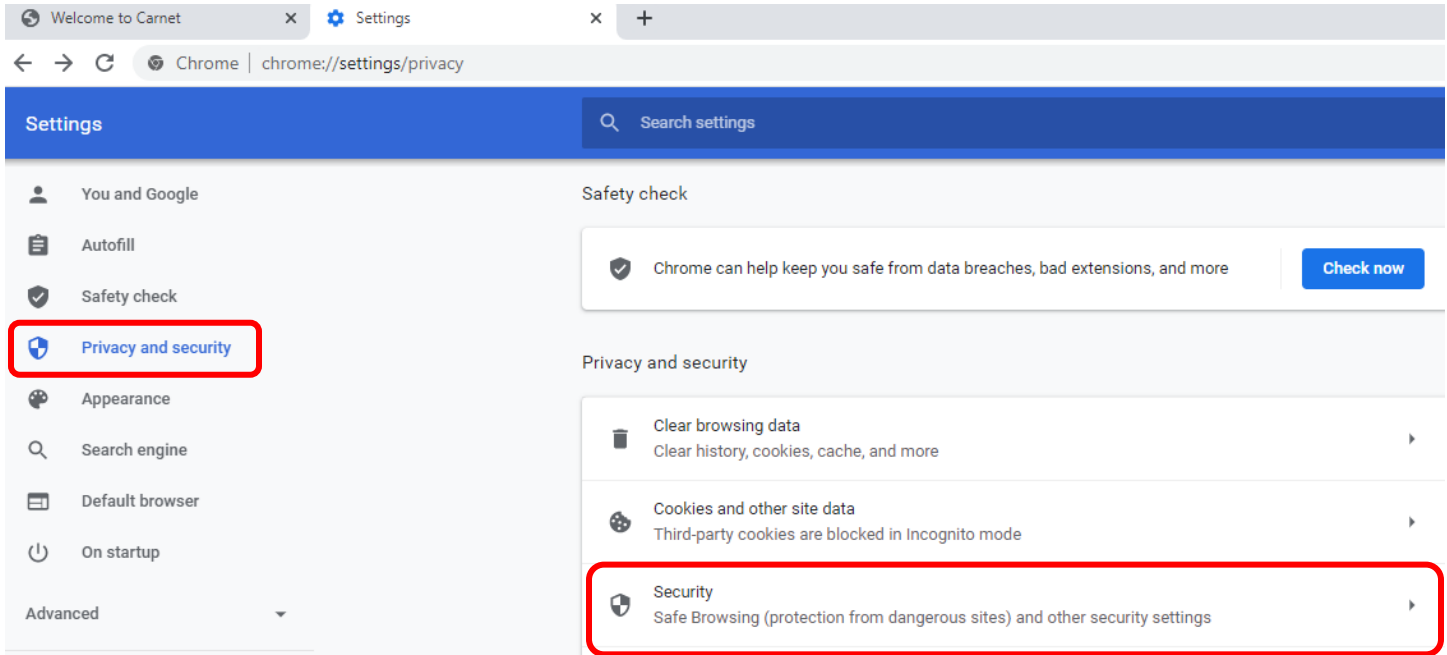 Welcome to Carnet
Settings
Chrome | chrome://settings/privacy
Settings
Search settings
You and Google
Autofill
Safety check
Privacy and security
Appearance
Search engine
Default browser
On startup
Advanced
Safety check
Chrome can help keep you safe from data breaches, bad extensions, and more
Check now
Privacy and security
Clear browsing data
Clear history, cookies, cache, and more
Cookies and other site data
Third-party cookies are blocked in Incognito mode
Security
Safe Browsing (protection from dangerous sites) and other security settings